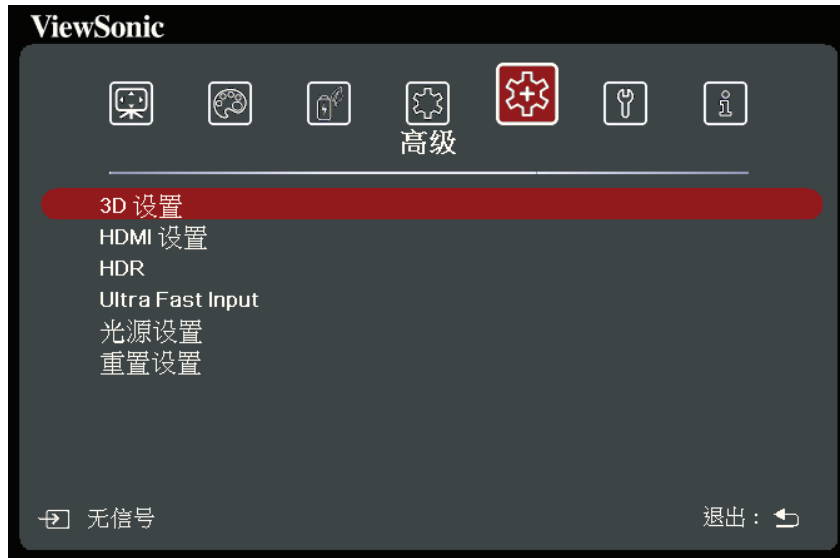 ViewSonic
高级
3D 设置
HDMI 设置
HDR
Ultra Fast Input
光源设置
重置设置
无信号
退出：